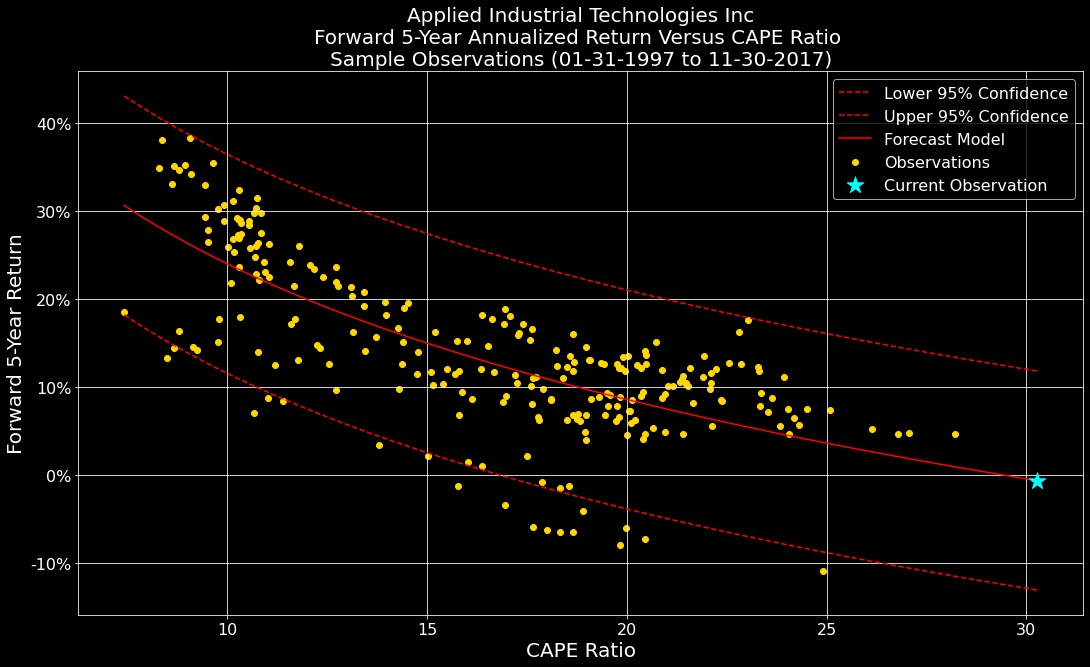 Applied Industrial Technologies Inc
Forward 5-Year Annualized Return Versus CAPE Ratio
Sample Observations (01-31-1997 to 11-30-2017)
Lower 95% Confidence
Upper 95% Confidence
Forecast Model
Observations
Current Observation
Forward 5-Year Return
40%
30%
20%
10%
0%
-10%
10
15
20
25
30
CAPE Ratio